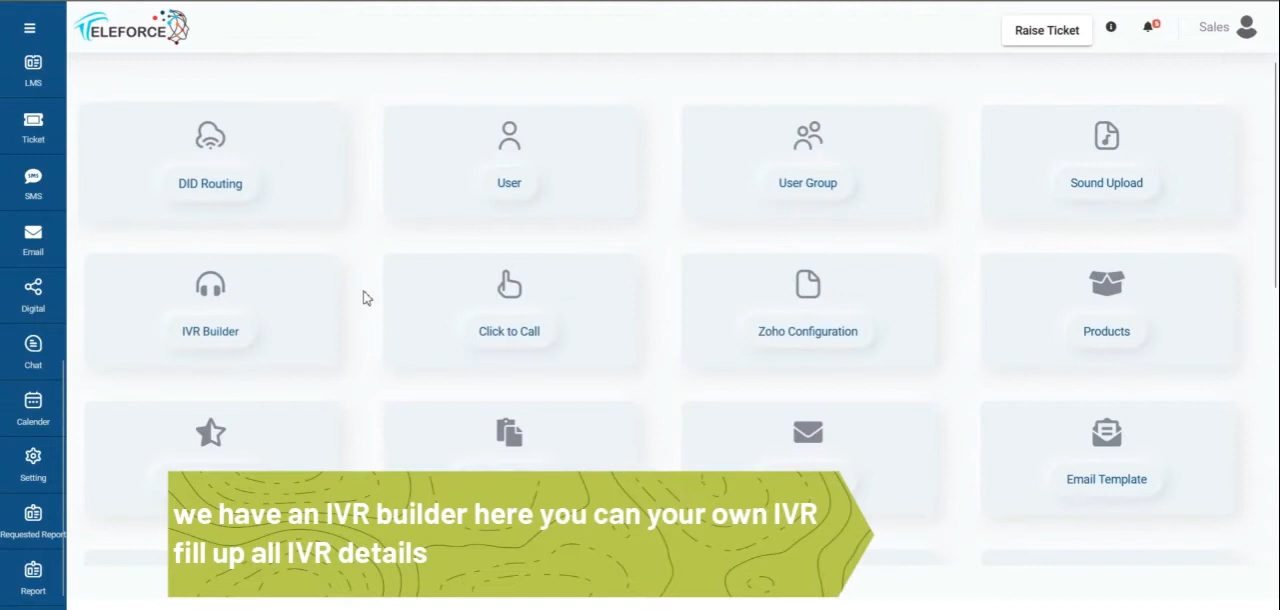 TELEFORCE
Raise Ticket
Sales
LMS
Ticket
SMS
Email
Digital
Chat
Calender
Setting
Requested Report
Report
DID Routing
User
User Group
Sound Upload
IVR Builder
Click to Call
Zoho Configuration
Products
Email Template
we have an IVR builder here you can your own IVR
fill up all IVR details